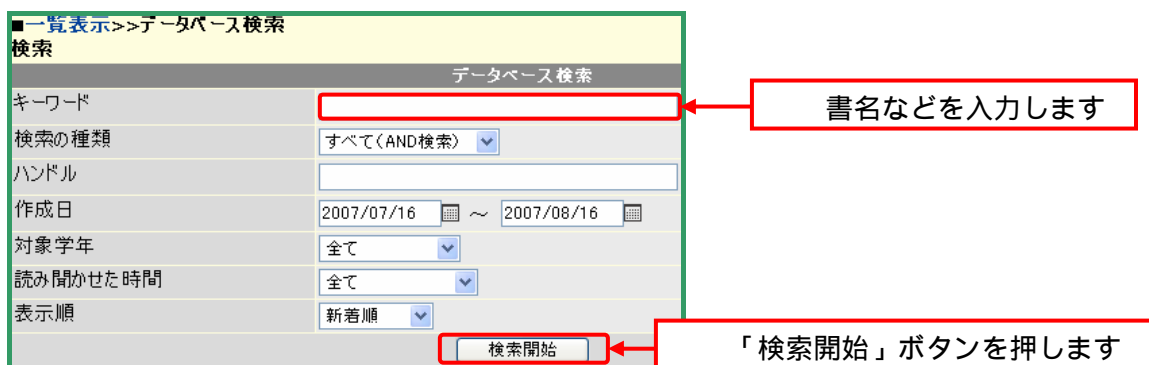 ■一覧表示>>データベース検索
検索
データベース検索
キーワード
書名などを入力します
検索の種類 すべて(AND検索)
ハンドル
作成日 2007/07/16 ～ 2007/08/16
対象学年 全て
読み聞かせた時間 全て
表示順 新着順
検索開始 「検索開始」ボタンを押します